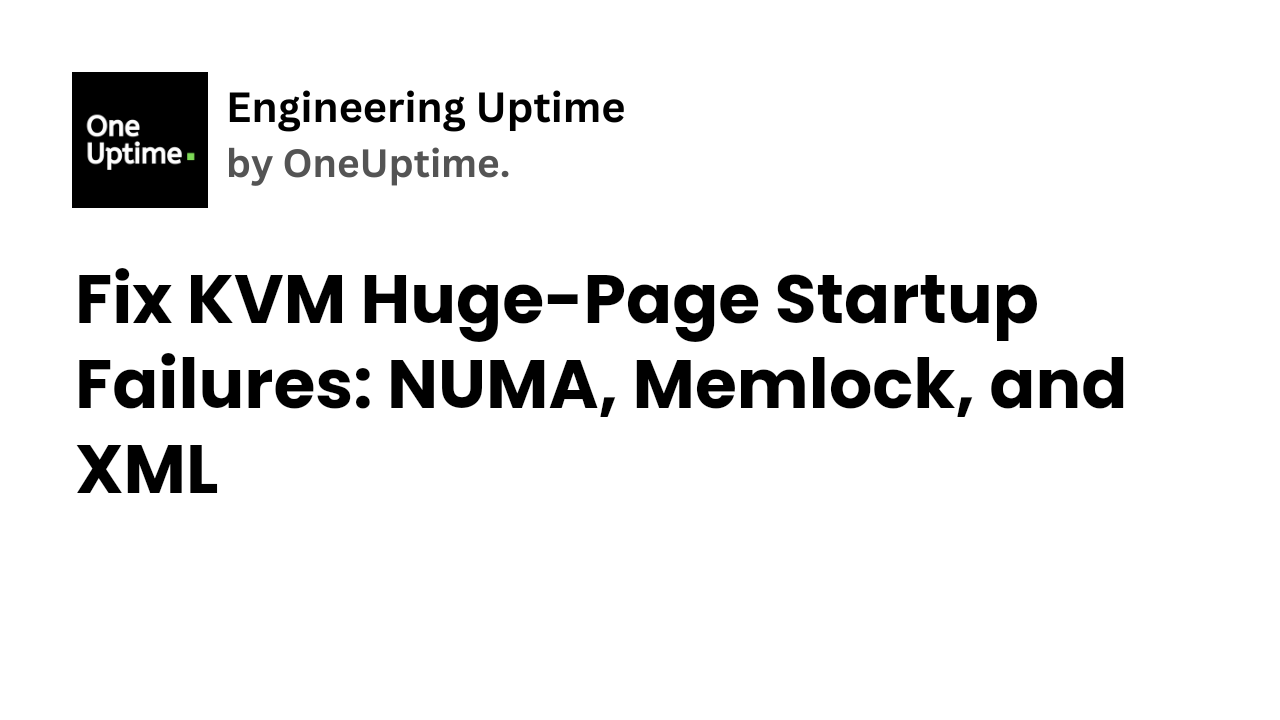 One
Uptime
Engineering Uptime
by OneUptime.
Fix KVM Huge-Page Startup
Failures: NUMA, Memlock, and
XML